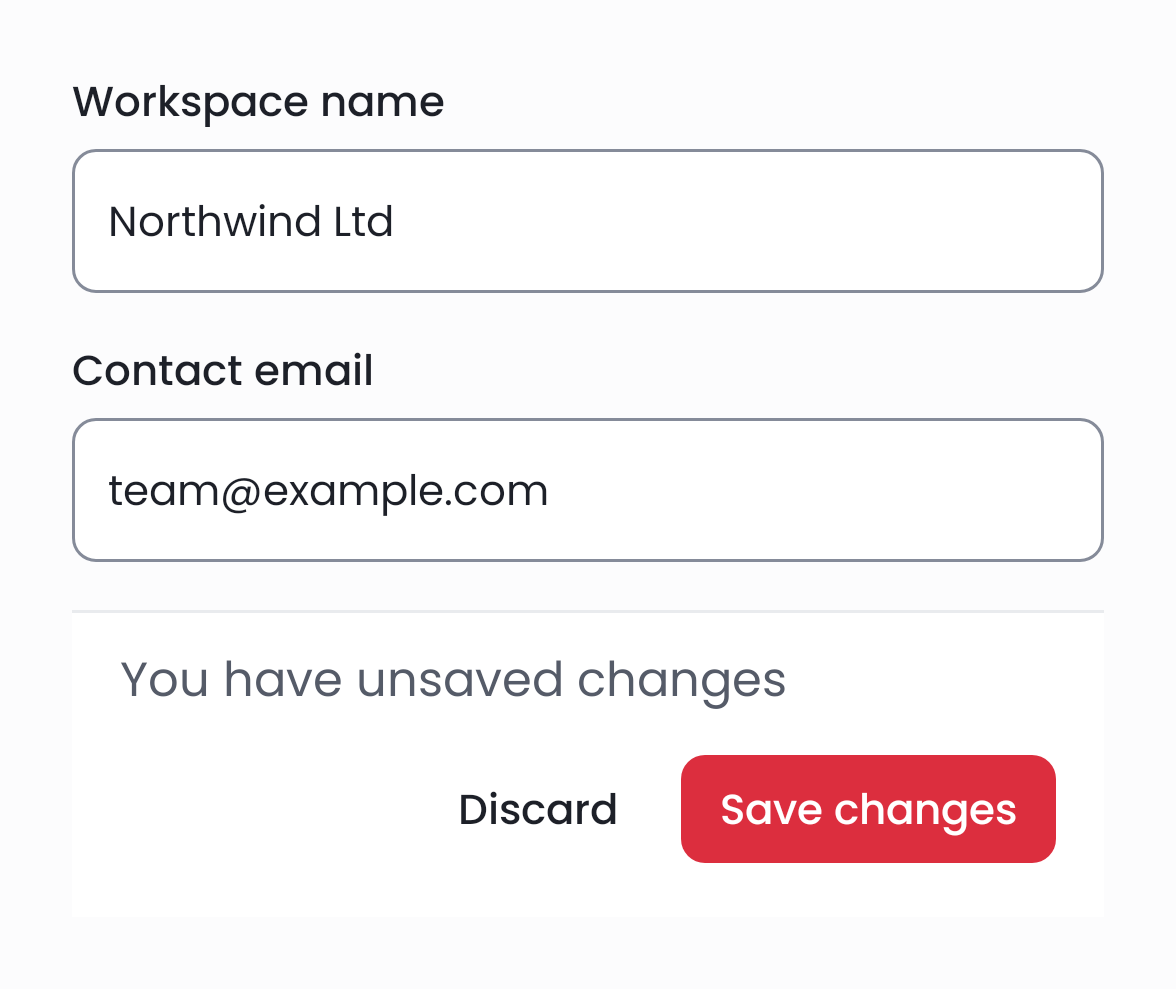 Workspace name
Northwind Ltd
Contact email
team@example.com
You have unsaved changes
Discard
Save changes